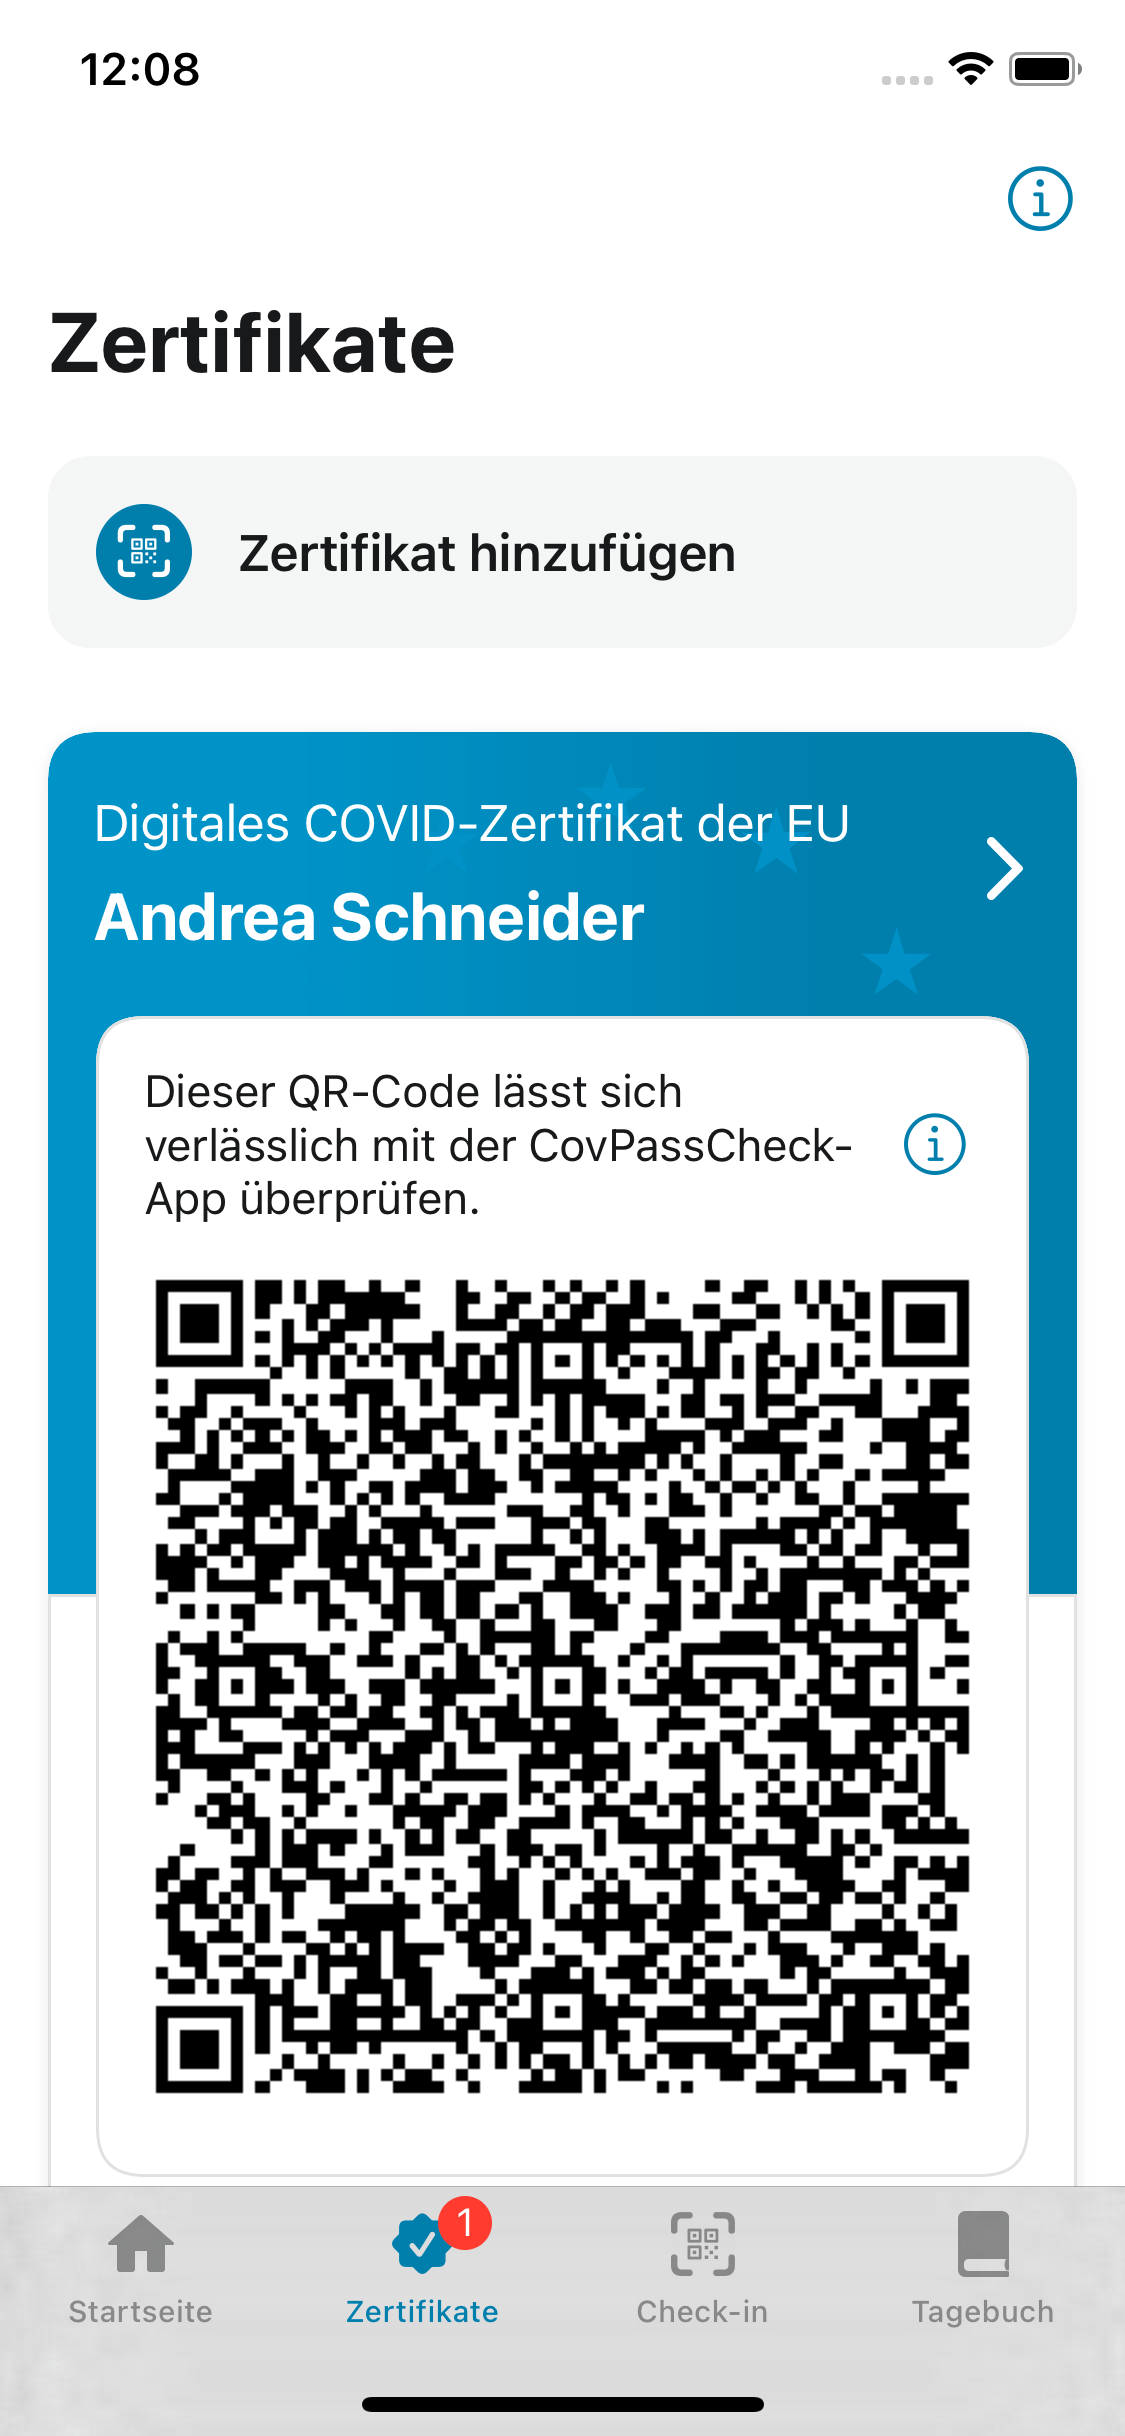 12:08
Zertifikate
Zertifikat hinzufügen
Digitales COVID-Zertifikat der EU
Andrea Schneider
Dieser QR-Code lässt sich
verlässlich mit der CovPassCheck-
App überprüfen.
1
Startseite
Zertifikate
Check-in
Tagebuch